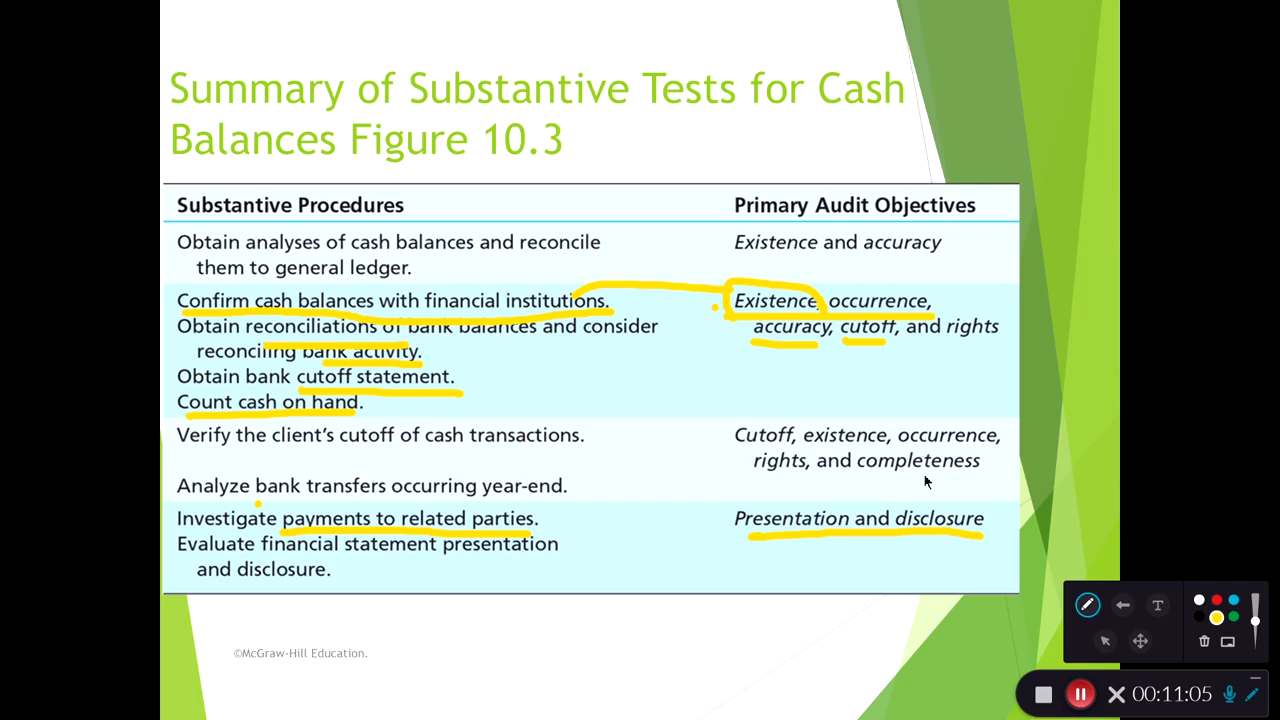 Summary of Substantive Tests for Cash
Balances Figure 10.3
Substantive Procedures
Primary Audit Objectives
Obtain analyses of cash balances and reconcile
them to general ledger.
Existence and accuracy
Confirm cash balances with financial institutions.
Obtain reconciliations of bank balances and consider
reconciling bank activity.
Obtain bank cutoff statement.
Count cash on hand.
Existence, occurrence,
accuracy, cutoff, and rights
Verify the client's cutoff of cash transactions.
Analyze bank transfers occurring year-end.
Cutoff, existence, occurrence,
rights, and completeness
Investigate payments to related parties.
Evaluate financial statement presentation
and disclosure.
Presentation and disclosure
©McGraw-Hill Education.
T
00:11:05